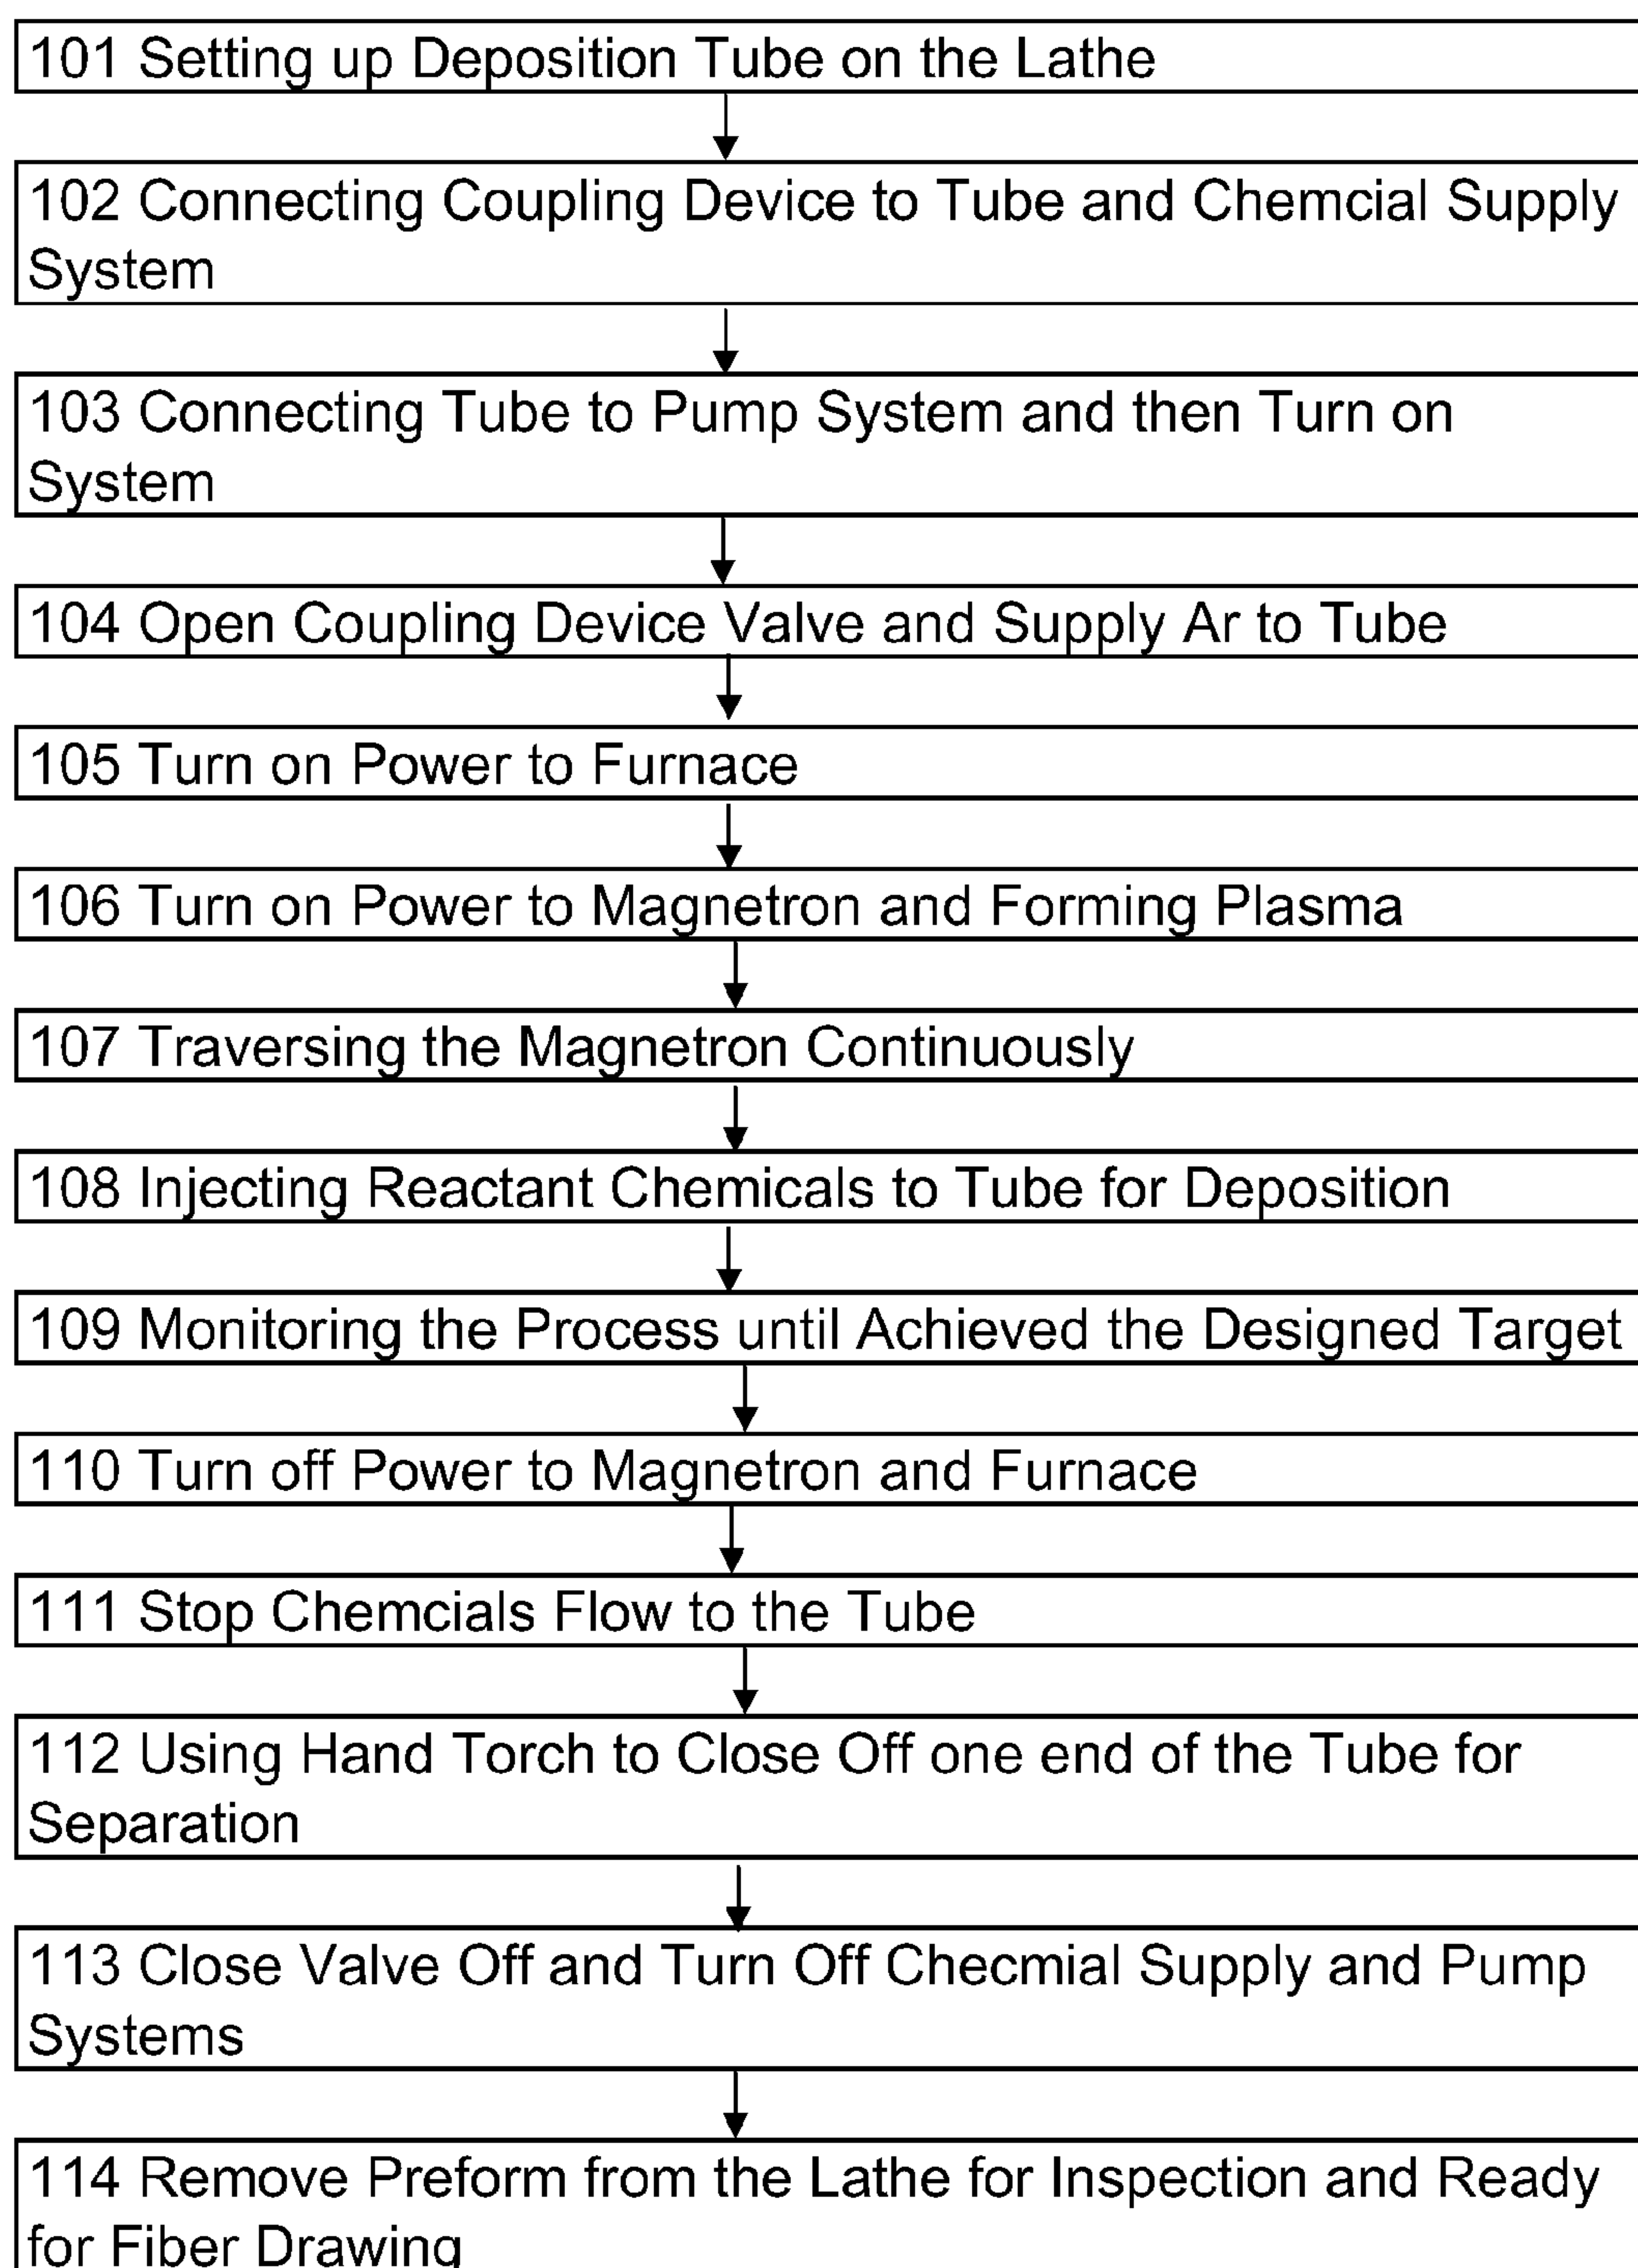 101 Setting up Deposition Tube on the Lathe
102 Connecting Coupling Device to Tube and Chemcial Supply
System
103 Connecting Tube to Pump System and then Turn on
System
104 Open Coupling Device Valve and Supply Ar to Tube
105 Turn on Power to Furnace
106 Turn on Power to Magnetron and Forming Plasma
107 Traversing the Magnetron Continuously
108 Injecting Reactant Chemicals to Tube for Deposition
109 Monitoring the Process until Achieved the Designed Target
110 Turn off Power to Magnetron and Furnace
111 Stop Chemcials Flow to the Tube
112 Using Hand Torch to Close Off one end of the Tube for
Separation
113 Close Valve Off and Turn Off Checmial Supply and Pump
Systems
114 Remove Preform from the Lathe for Inspection and Ready
for Fiber Drawing